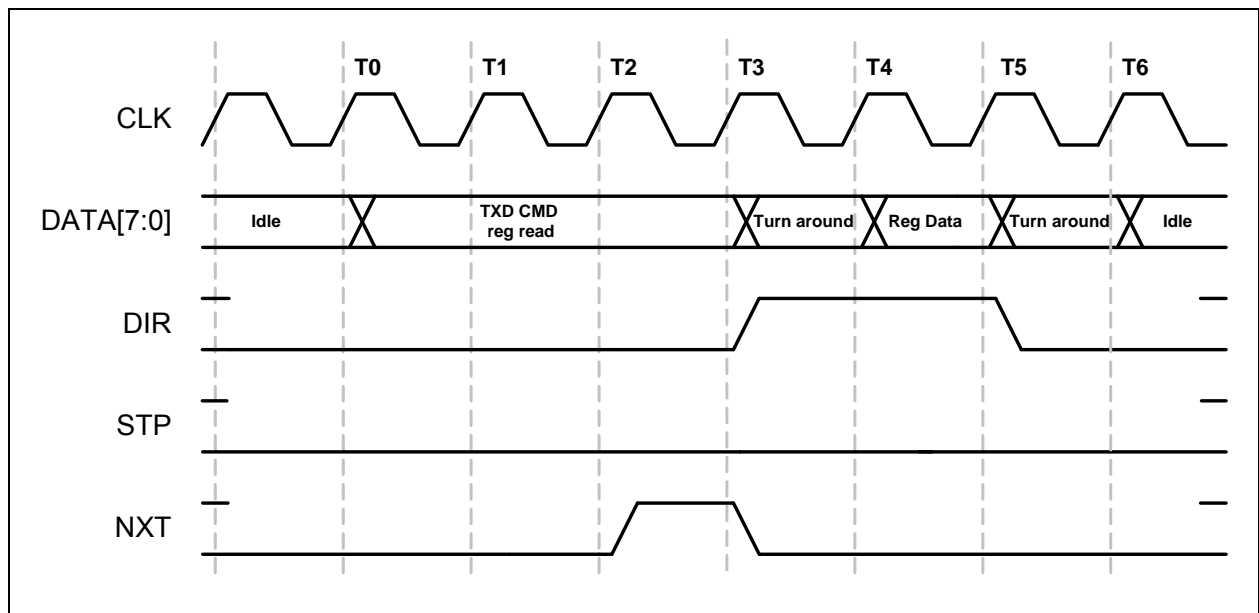 T0 T1 T2 T3 T4 T5 T6
CLK
DATA[7:0]
Idle
TXD CMD
reg read
Turn around
Reg Data
Turn around
Idle
DIR
STP
NXT